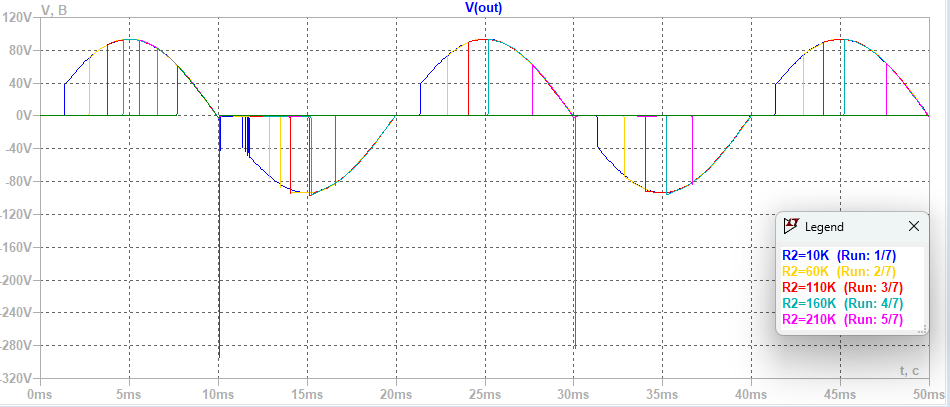 V(out)
120V
V, В
80V
40V
0V
-40V
-80V
-120V
-160V
-200V
-240V
-280V
-320V
0ms 5ms 10ms 15ms 20ms 25ms 30ms 35ms 40ms 45ms 50ms
t, c
Legend
R2=10K (Run: 1/7)
R2=60K (Run: 2/7)
R2=110K (Run: 3/7)
R2=160K (Run: 4/7)
R2=210K (Run: 5/7)